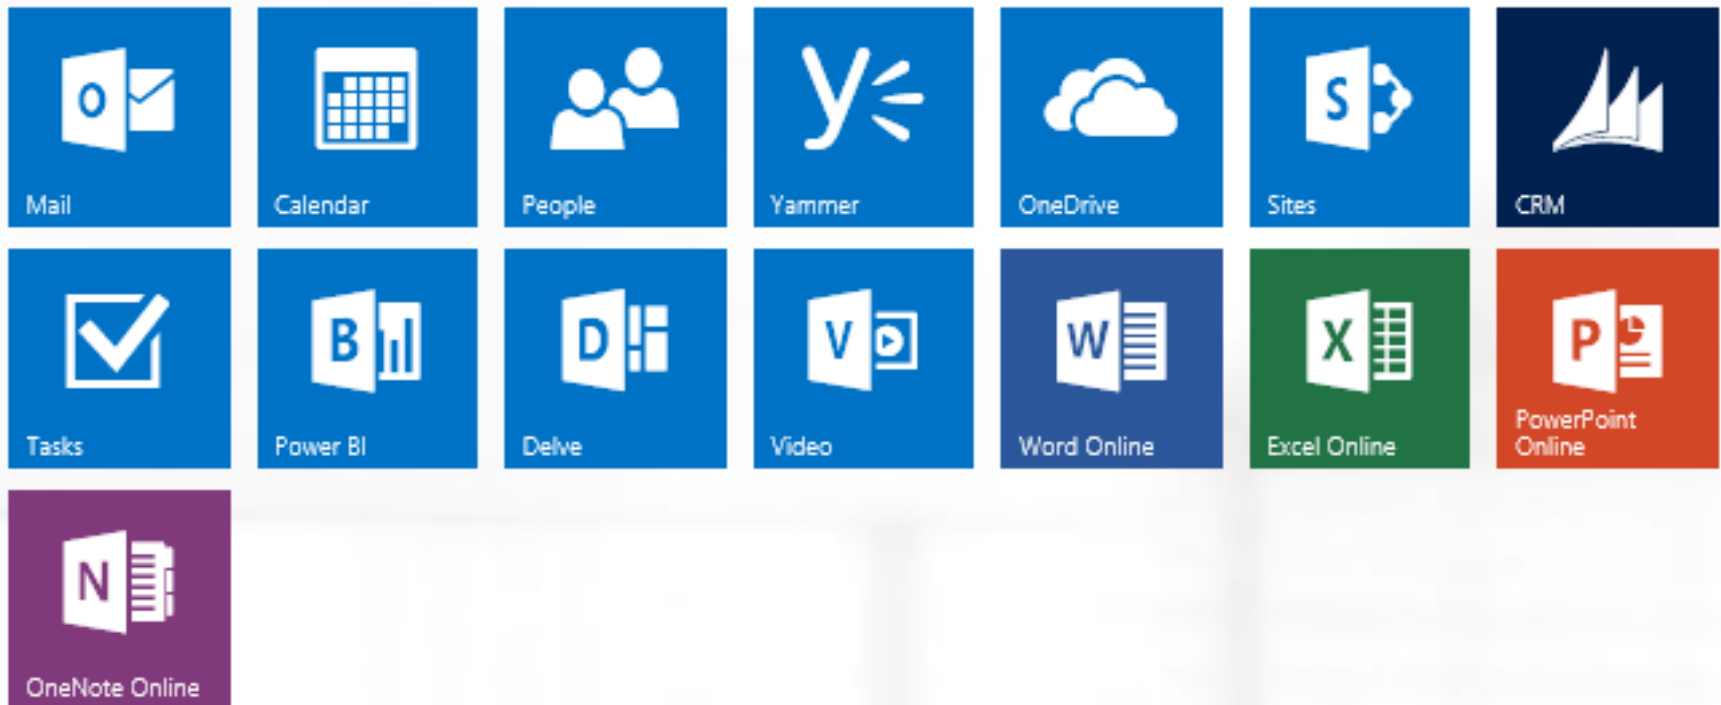 Mail
Calendar
People
Yammer
OneDrive
Sites
CRM
Tasks
Power BI
Delve
Video
Word Online
Excel Online
PowerPoint
Online
OneNote Online